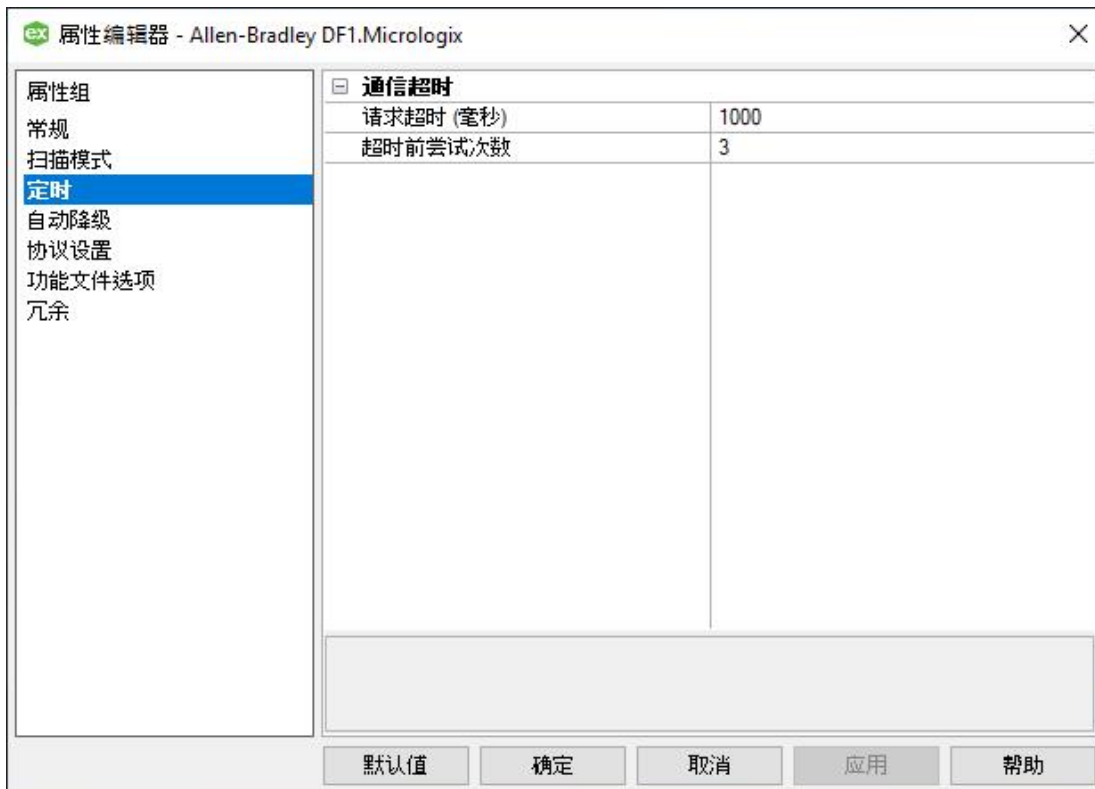 属性编辑器 - Allen-Bradley DF1.Micrologix
属性组
常规
扫描模式
定时
自动降级
协议设置
功能文件选项
冗余
通信超时
请求超时 (毫秒) 1000
超时前尝试次数 3
默认值 确定 取消 应用 帮助